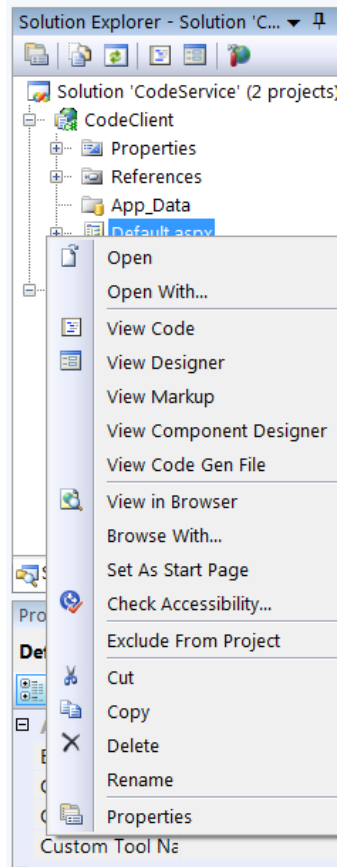 Solution Explorer - Solution 'C...
Solution 'CodeService' (2 projects)
CodeClient
Properties
References
App_Data
Default.aspx
Open
Open With...
View Code
View Designer
View Markup
View Component Designer
View Code Gen File
View in Browser
Browse With...
Set As Start Page
Check Accessibility...
Exclude From Project
Cut
Copy
Delete
Rename
Properties
Custom Tool Na